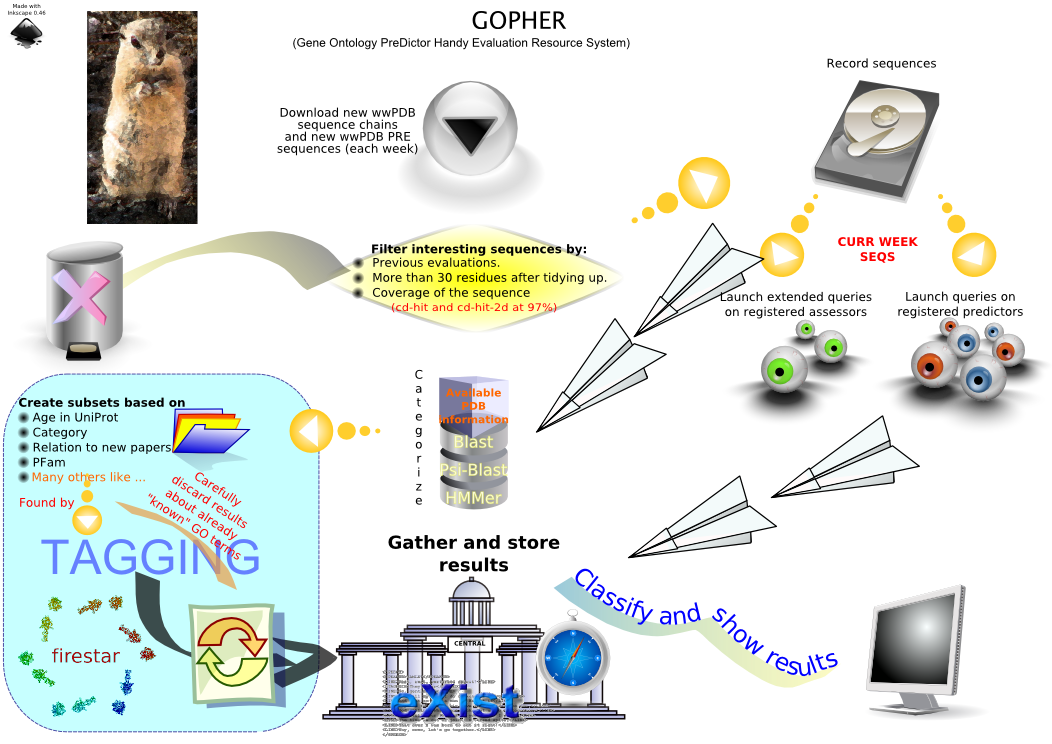 Made with
Inkscape 0.46
GOPHER
(Gene Ontology PreDictor Handy Evaluation Resource System)
Record sequences
Download new wwPDB
sequence chains
and new wwPDB PRE
sequences (each week)
CURR WEEK
SEQS
Filter interesting sequences by:
Previous evaluations.
More than 30 residues after tidying up.
Coverage of the sequence
(cd-hit and cd-hit-2d at 97%)
Launch extended queries
on registered assessors
Launch queries on
registered predictors
Categorize
Available
PDB
Information
Blast
Psi-Blast
HMMer
Create subsets based on
Age in UniProt
Category
Relation to new papers
PFam
Many others like ...
Found by
Carefully
discard results
about already
"known" GO terms
TAGGING
firestar
Gather and store
results
CENTRAL
eXist
Classify and show results